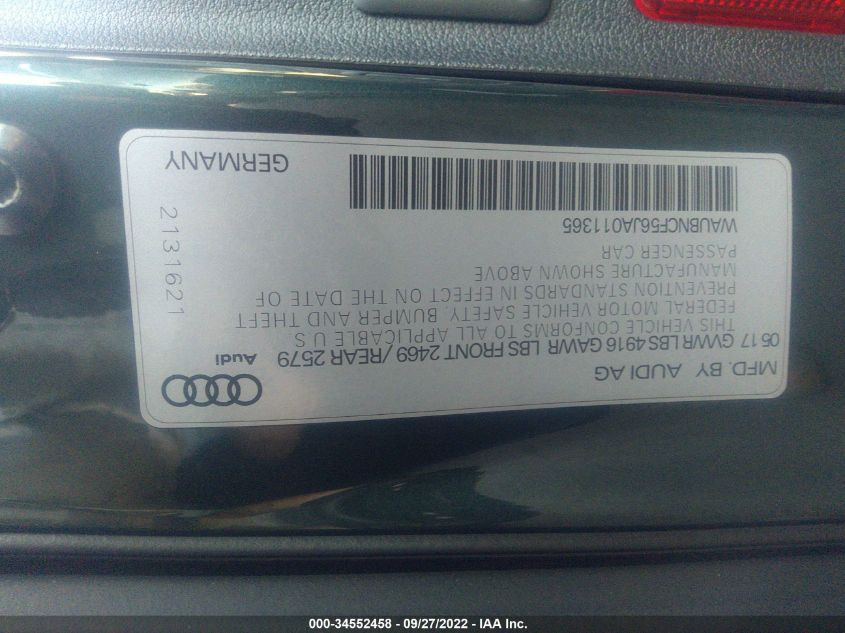 MFD. BY AUDI AG
Audi
05 17 GVWR LBS 4916 GAWR LBS FRONT 2469 / REAR 2579
THIS VEHICLE CONFORMS TO ALL APPLICABLE U S
FEDERAL MOTOR VEHICLE SAFETY, BUMPER AND THEFT
PREVENTION STANDARDS IN EFFECT ON THE DATE OF
MANUFACTURE SHOWN ABOVE
PASSENGER CAR
WAUBNCF56JA011365
2131621
GERMANY
000-34552458 - 09/27/2022 - IAA Inc.